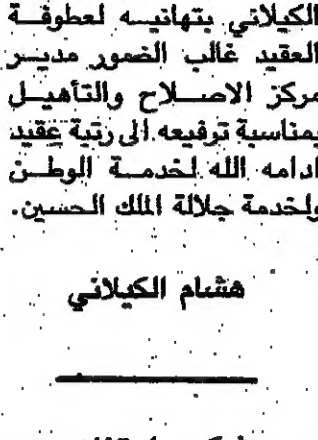 الكيلاني بتهانيه لعطوفة
العقيد غالب الضمور مدير
مركز الاصلاح والتأهيل
بمناسبة ترفيعه الى رتبة عقيد
ادامه الله لخدمة الوطن
ولخدمة جلالة الملك الحسين.
هشام الكيلاني